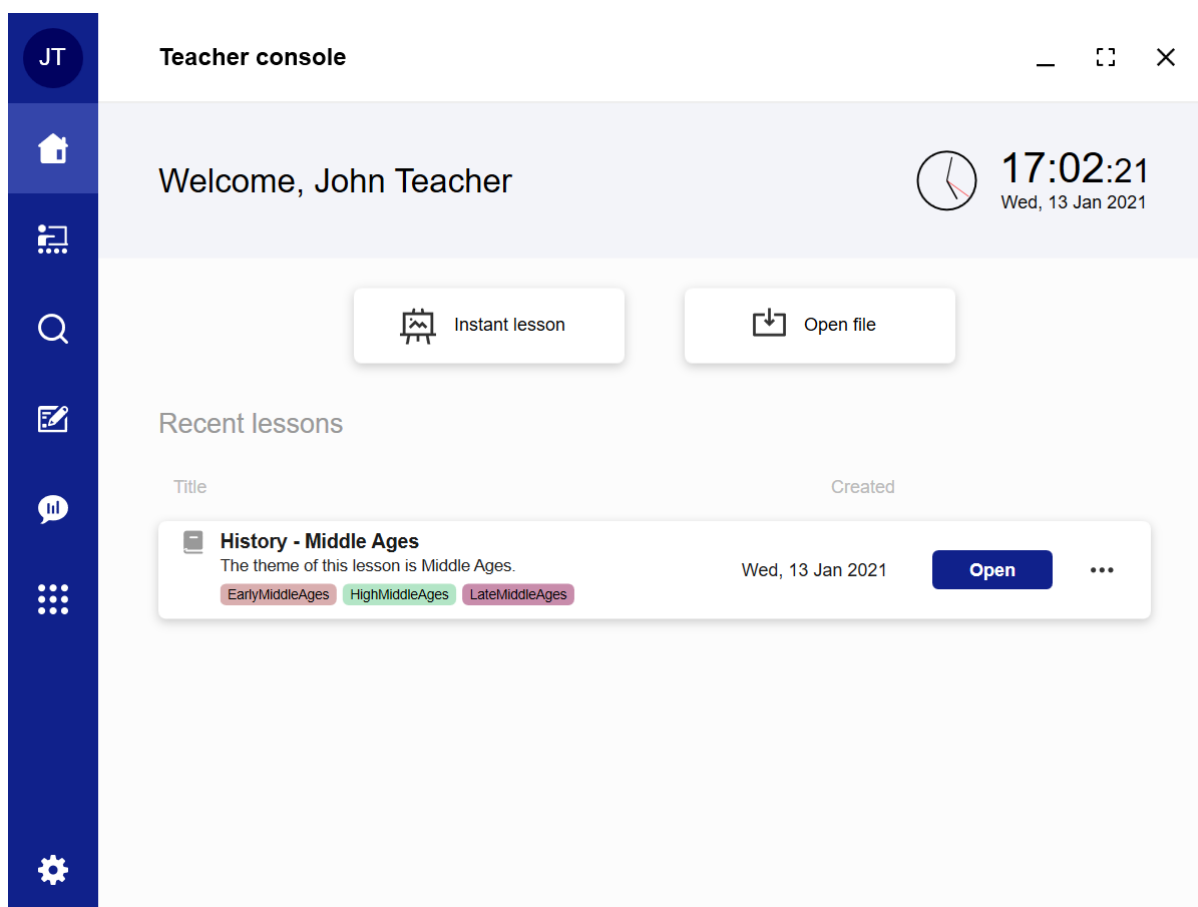 JT
Teacher console
Welcome, John Teacher
17:02:21
Wed, 13 Jan 2021
Instant lesson
Open file
Recent lessons
Title Created
History - Middle Ages
The theme of this lesson is Middle Ages.
EarlyMiddleAges HighMiddleAges LateMiddleAges
Wed, 13 Jan 2021
Open